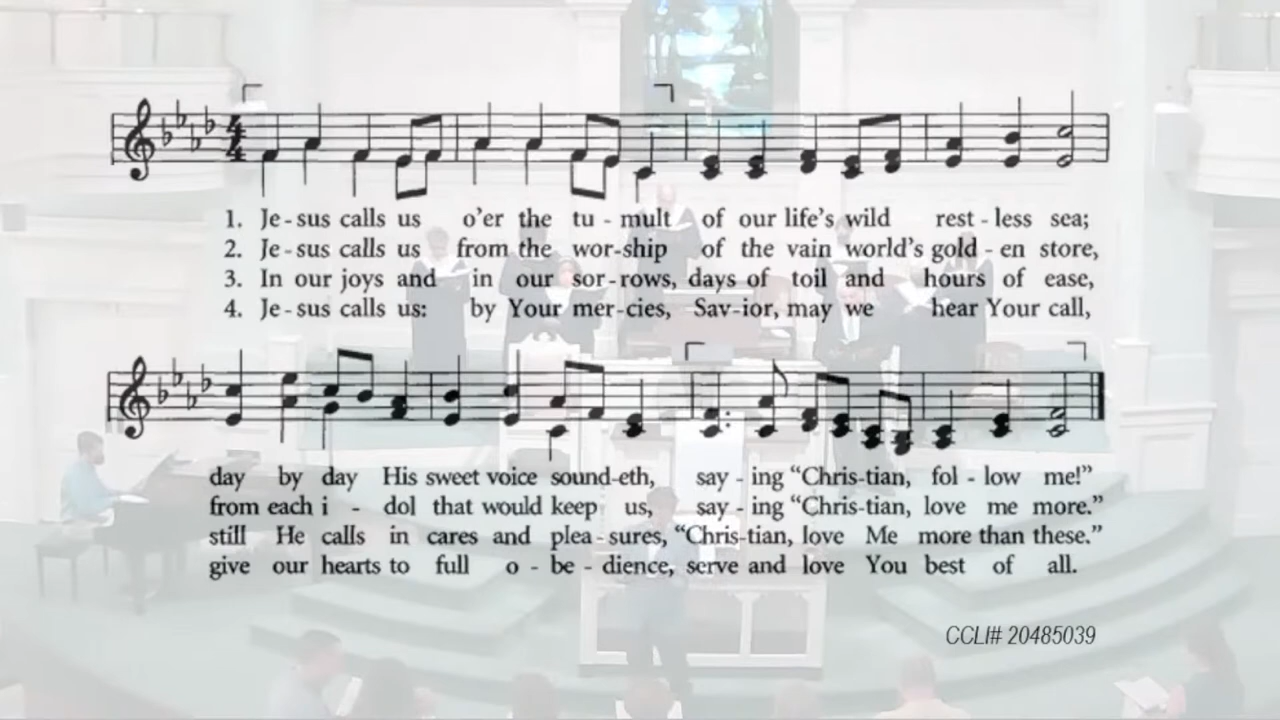 1. Je-sus calls us o'er the tu - mult of our life's wild rest - less sea;
2. Je-sus calls us from the wor-ship of the vain world's gold - en store,
3. In our joys and in our sor-rows, days of toil and hours of ease,
4. Je-sus calls us: by Your mer-cies, Sav-ior, may we hear Your call,
day by day His sweet voice sound-eth, say - ing “Chris-tian, fol - low me!”
from each i - dol that would keep us, say - ing “Chris-tian, love me more.”
still He calls in cares and plea-sures, “Chris-tian, love Me more than these.”
give our hearts to full o - be - dience, serve and love You best of all.
CCLI# 20485039